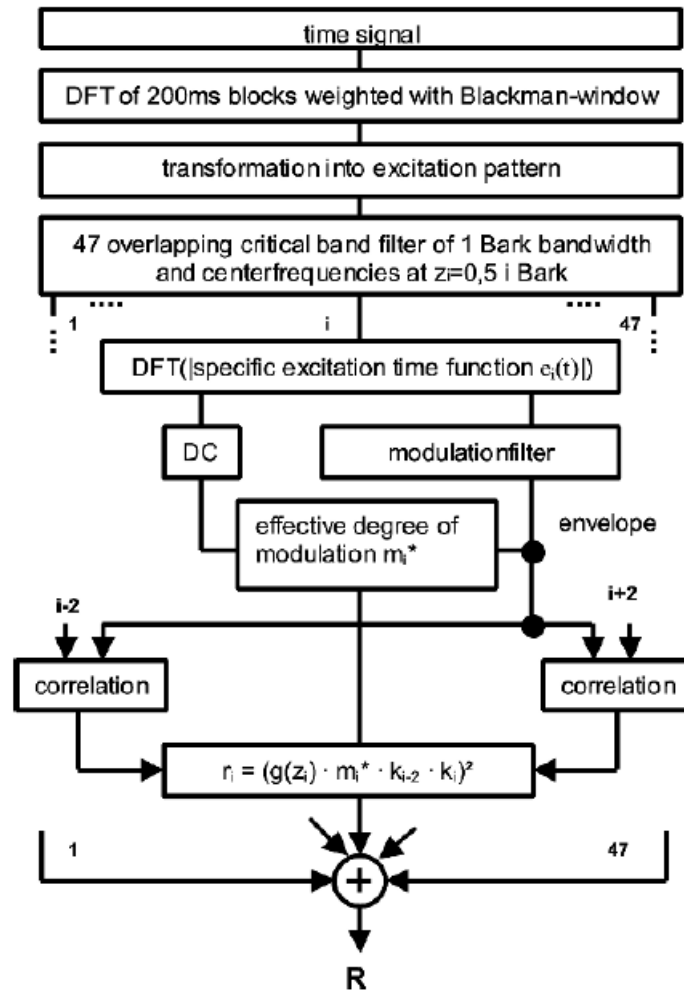 time signal
DFT of 200ms blocks weighted with Blackman-window
transformation into excitation pattern
47 overlapping critical band filter of 1 Bark bandwidth
and centerfrequencies at zᵢ=0,5 i Bark
1
i
47
DFT(|specific excitation time function eᵢ(t)|)
DC
modulationfilter
effective degree of
modulation mᵢ*
envelope
i-2
i+2
correlation
correlation
rᵢ = (g(zᵢ) · mᵢ* · kᵢ₋₂ · kᵢ)²
1
47
+
R